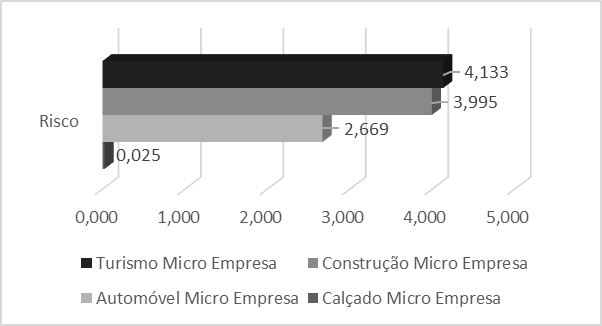 4,133
3,995
Risco
2,669
0,025
0,000 1,000 2,000 3,000 4,000 5,000
Turismo Micro Empresa Construção Micro Empresa
Automóvel Micro Empresa Calçado Micro Empresa